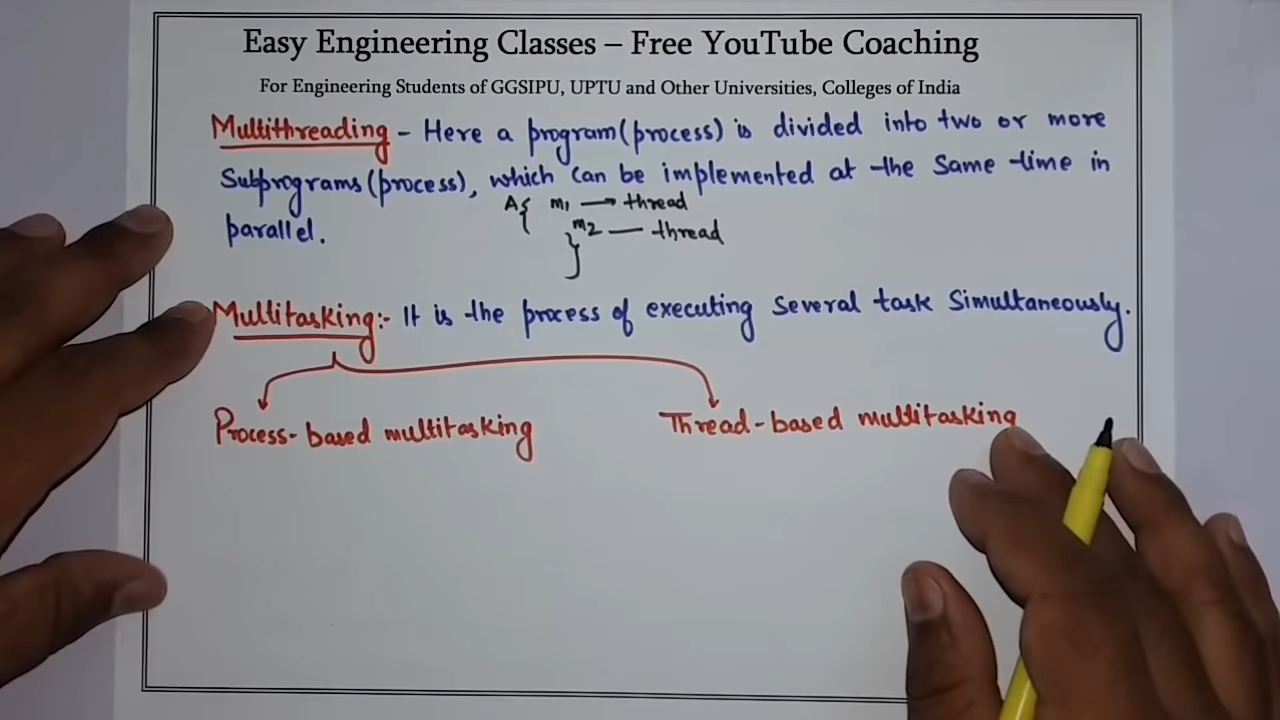 Easy Engineering Classes – Free YouTube Coaching
For Engineering Students of GGSIPU, UPTU and Other Universities, Colleges of India
Multithreading - Here a program(process) is divided into two or more
Subprograms(process), which can be implemented at the same time in
parallel.
A{ m1 → thread
m2 — thread
}
Multitasking:- It is the process of executing several task simultaneously.
Process-based multitasking
Thread-based multitasking